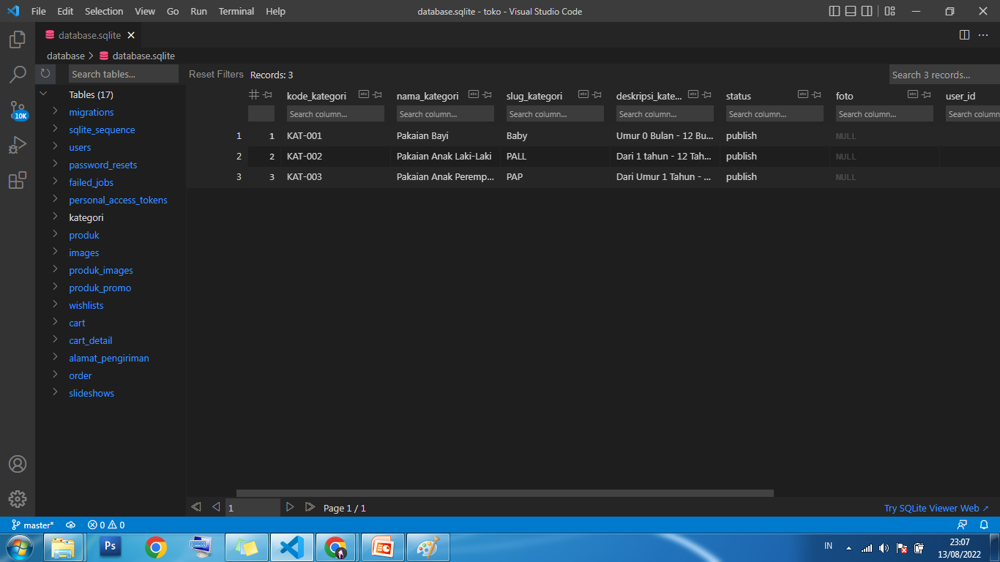 File Edit Selection View Go Run Terminal Help database.sqlite - toko - Visual Studio Code
database.sqlite
database > database.sqlite
Search tables... Reset Filters Records: 3 Search 3 records...
Tables (17)
migrations
sqlite_sequence
users
password_resets
failed_jobs
personal_access_tokens
kategori
produk
images
produk_images
produk_promo
wishlists
cart
cart_detail
alamat_pengiriman
order
slideshows
kode_kategori nama_kategori slug_kategori deskripsi_kate... status foto user_id
Search column... Search column... Search column... Search column... Search column... Search column... Search colum
1 1 KAT-001 Pakaian Bayi Baby Umur 0 Bulan - 12 Bu... publish NULL
2 2 KAT-002 Pakaian Anak Laki-Laki PALL Dari 1 tahun - 12 Tah... publish NULL
3 3 KAT-003 Pakaian Anak Peremp... PAP Dari Umur 1 Tahun - ... publish NULL
1 Page 1 / 1 Try SQLite Viewer Web ↗
10K
master* 0 0
Ps
IN
23:07
13/08/2022